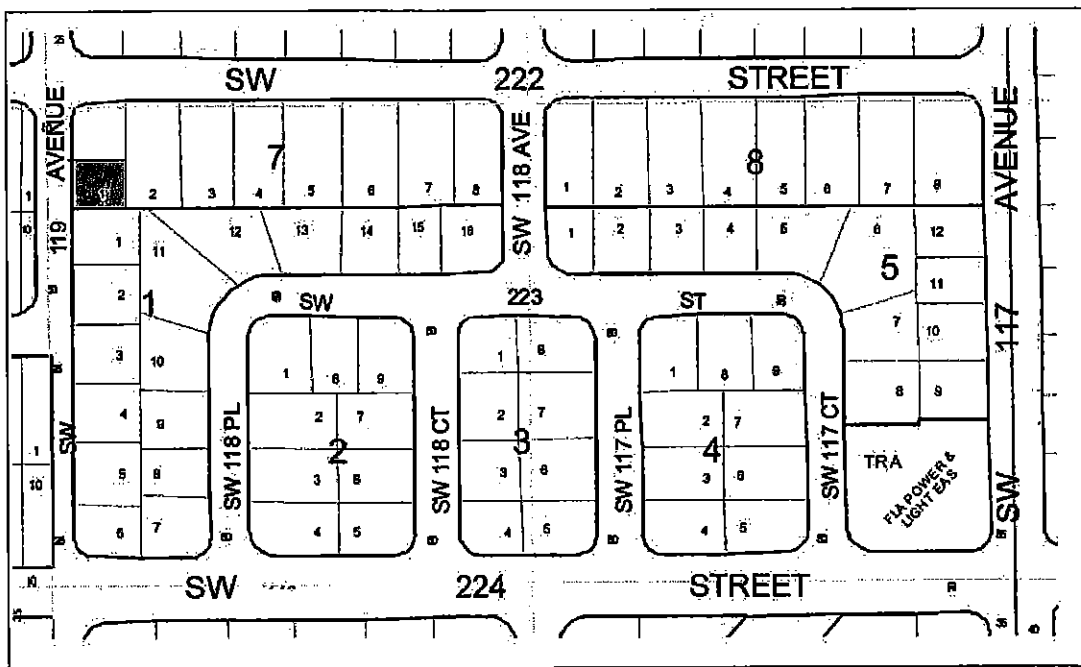 SW 222 STREET
SW 119 AVENUE
SW 118 AVE
SW 117 AVENUE
7
2 3 4 5 6 7 8
8
1 2 3 4 5 6 7 8
1
1 2 3 4 5 6
11 12 13 14 15 16
10 9 8 7
1 2 3 4 5 6
5
12 11 10 9
7 8
SW 223 ST
2
1 6 9
2 7
3 6
4 5
3
1 8
2 7
3 6
4 5
4
1 8 9
2 7
3 6
4 5
SW 118 PL
SW 118 CT
SW 117 PL
SW 117 CT
TRA
FLA POWER &
LIGHT EAS
SW 224 STREET
1
10